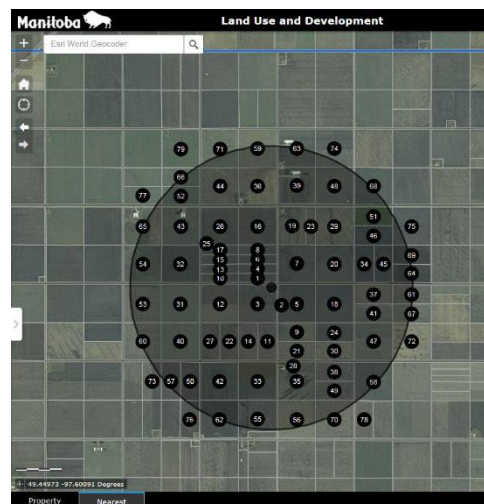 Manitoba Land Use and Development
+ Esri World Geocoder
−
79 71 59 63 74
66 44 36 39 48 68
77 52
51
65 43 26 16 19 23 29 75
25 46
17 8
15 6 69
54 32 13 4 7 20 34 45
10 1 64
37 61
53 31 12 3 2 5 18
41 67
9 24
60 40 27 22 14 11 47 72
21 30
28
38
73 57 50 42 33 35 58
49
76 62 55 56 70 78
49.44973 -97.60091 Degrees
Property Nearest